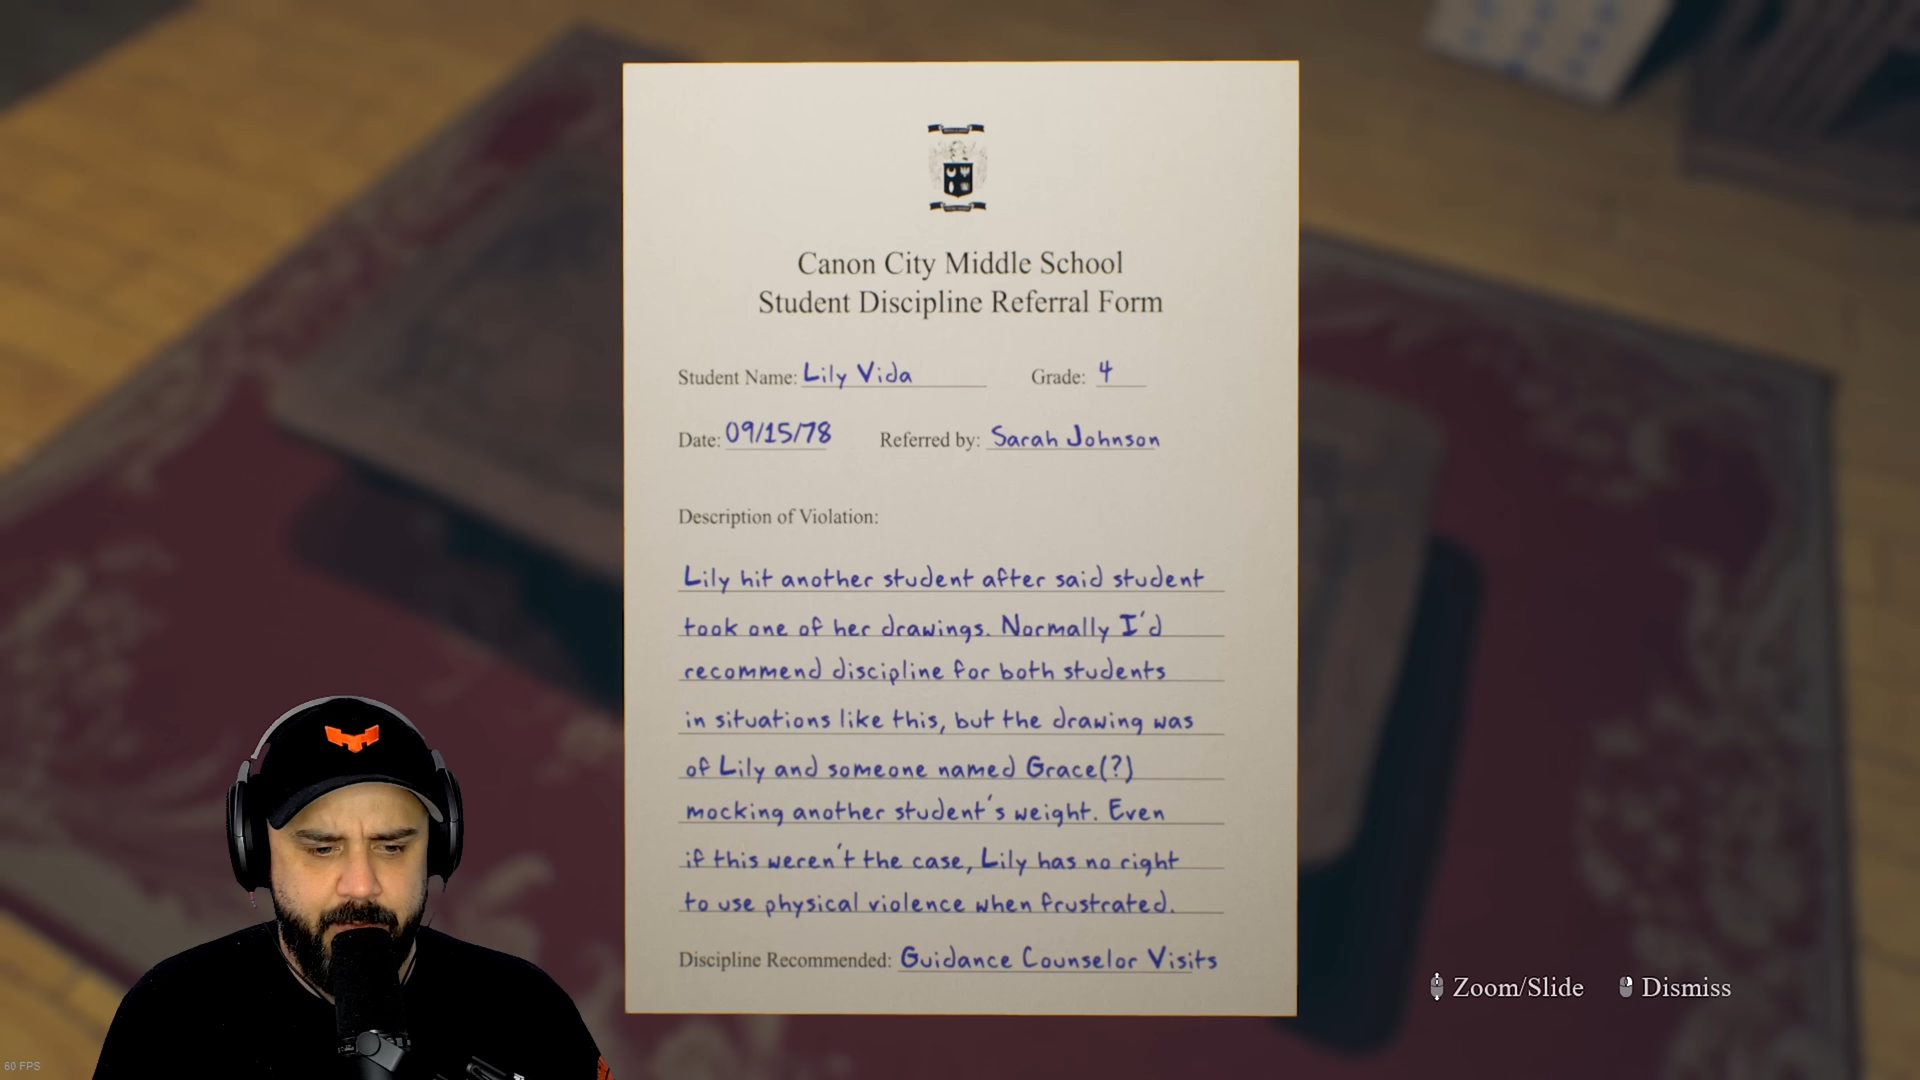 Canon City Middle School
Student Discipline Referral Form
Student Name: Lily Vida Grade: 4
Date: 09/15/78 Referred by: Sarah Johnson
Description of Violation:
Lily hit another student after said student
took one of her drawings. Normally I'd
recommend discipline for both students
in situations like this, but the drawing was
of Lily and someone named Grace(?)
mocking another student's weight. Even
if this weren't the case, Lily has no right
to use physical violence when frustrated.
Discipline Recommended: Guidance Counselor Visits
Zoom/Slide Dismiss
60 FPS